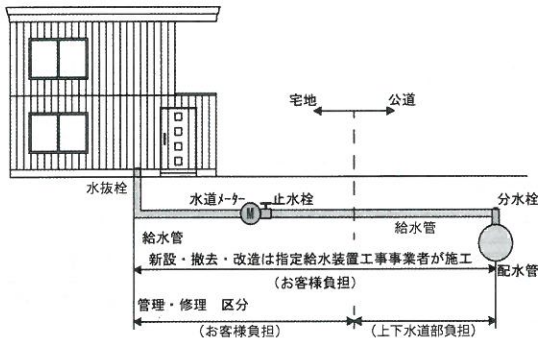 宅地 公道
水抜栓
水道ﾒｰﾀｰ 止水栓 分水栓
M
給水管 給水管
新設・撤去・改造は指定給水装置工事事業者が施工
(お客様負担) 配水管
管理・修理 区分
(お客様負担) (上下水道部負担)